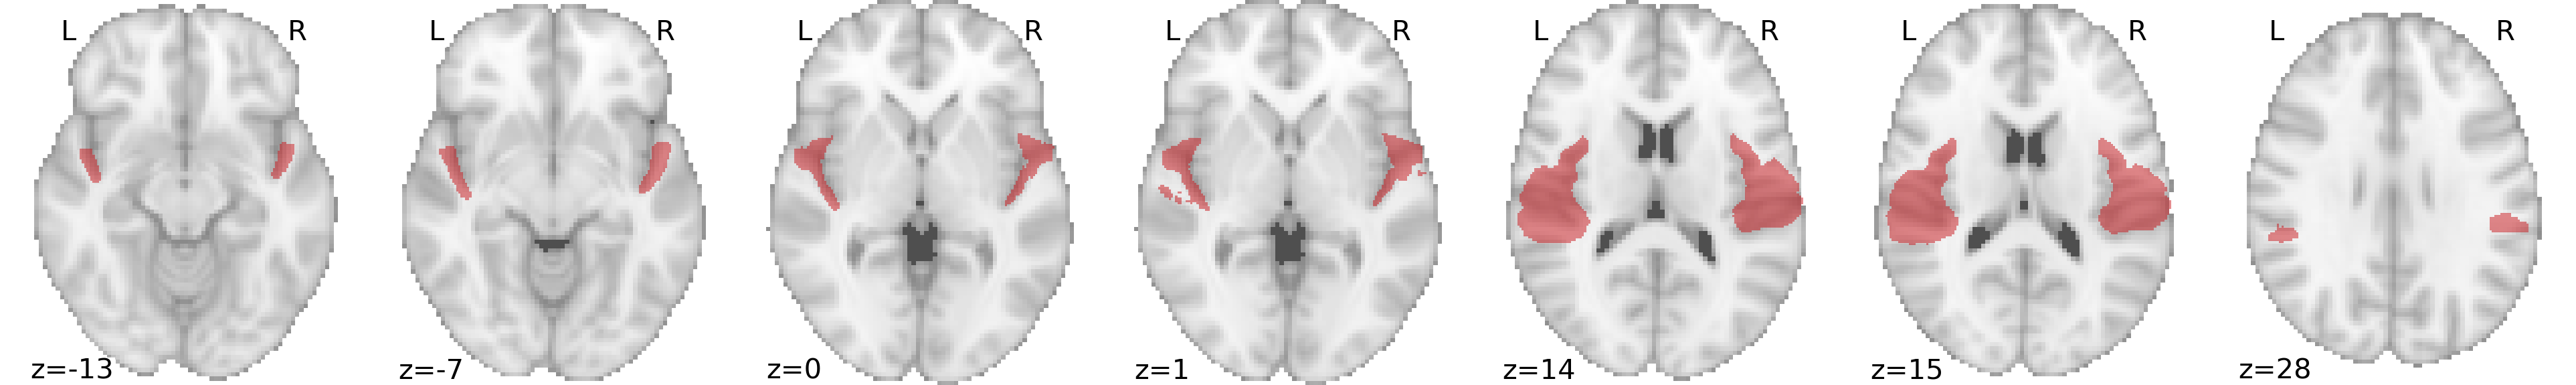 L R L R L R L R L R L R L R
z=-13 z=-7 z=0 z=1 z=14 z=15 z=28